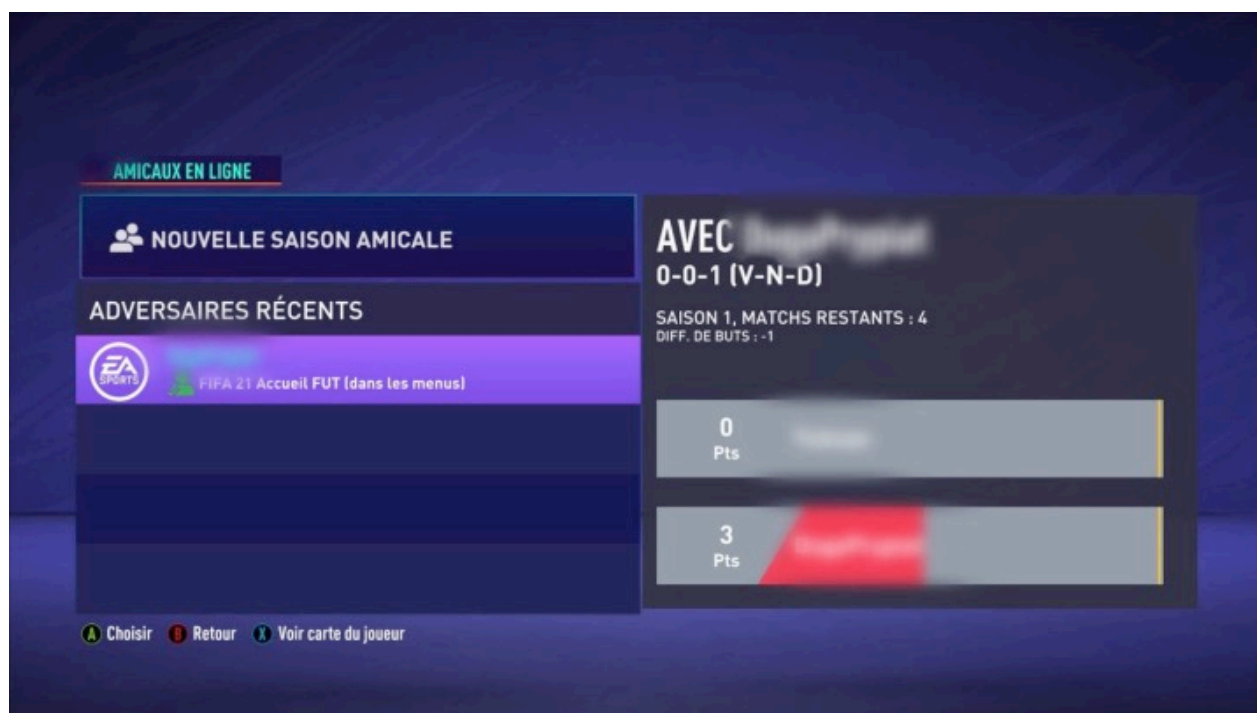 AMICAUX EN LIGNE
NOUVELLE SAISON AMICALE
ADVERSAIRES RÉCENTS
EA
SPORTS
FIFA 21 Accueil FUT (dans les menus)
A Choisir B Retour X Voir carte du joueur
AVEC
0-0-1 (V-N-D)
SAISON 1, MATCHS RESTANTS : 4
DIFF. DE BUTS : -1
0
Pts
3
Pts